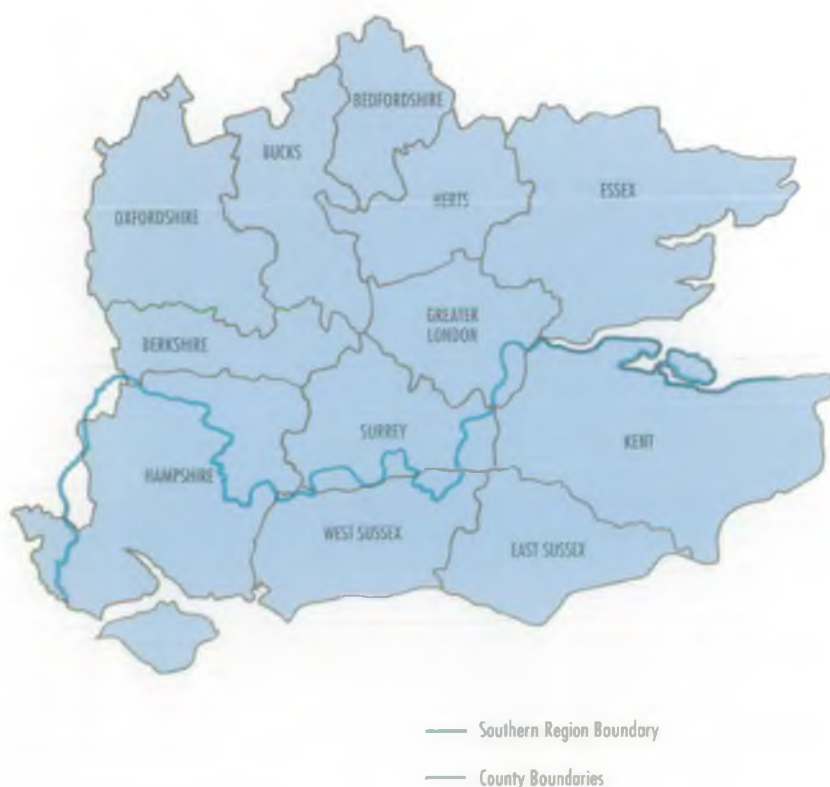 BEDFORDSHIRE
BUCKS
HERTS
ESSEX
OXFORDSHIRE
GREATER
LONDON
BERKSHIRE
SURREY
KENT
HAMPSHIRE
WEST SUSSEX
EAST SUSSEX
Southern Region Boundary
County Boundaries